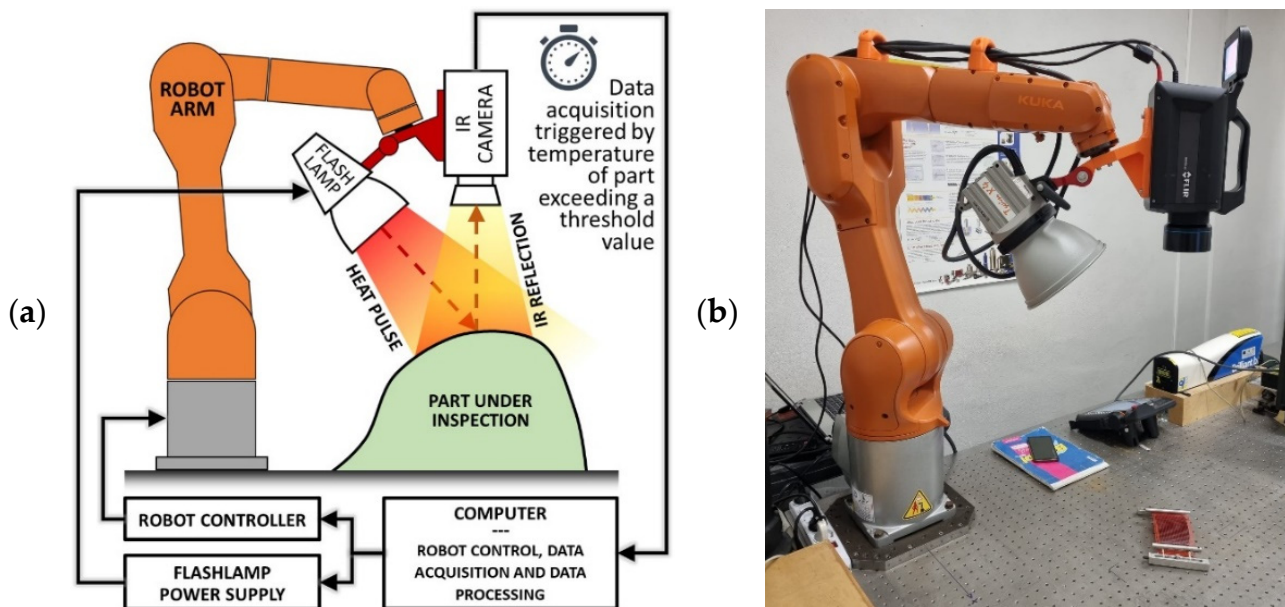 (a)
ROBOT
ARM
FLASH
LAMP
IR
CAMERA
Data
acquisition
triggered by
temperature
of part
exceeding a
threshold
value
HEAT PULSE
IR REFLECTION
PART UNDER
INSPECTION
ROBOT CONTROLLER
FLASHLAMP
POWER SUPPLY
COMPUTER
---
ROBOT CONTROL, DATA
ACQUISITION AND DATA
PROCESSING
(b)
KUKA
FLIR